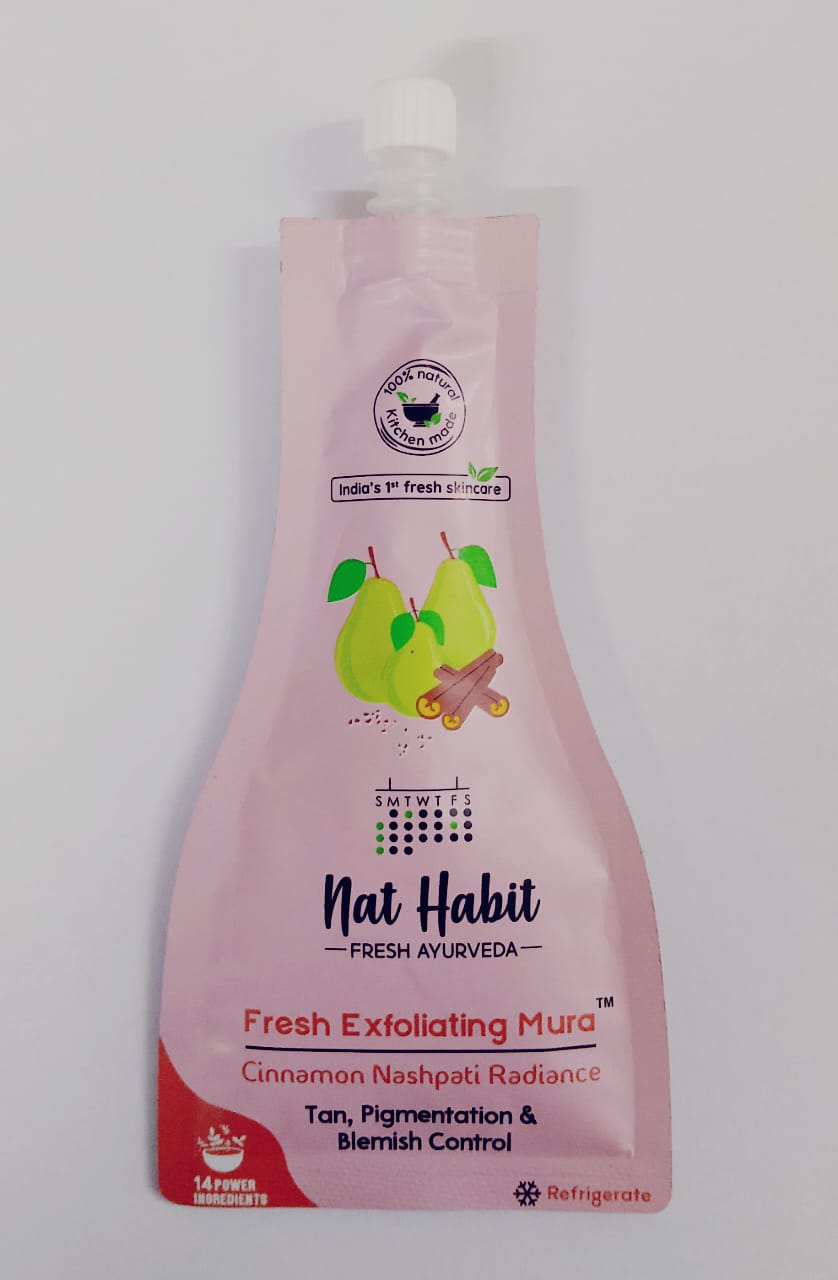 100% natural
Kitchen made
India's 1st fresh skincare
S M T W T F S
Nat Habit
FRESH AYURVEDA
Fresh Exfoliating Mura™
Cinnamon Nashpati Radiance
Tan, Pigmentation &
Blemish Control
14 POWER
INGREDIENTS
Refrigerate